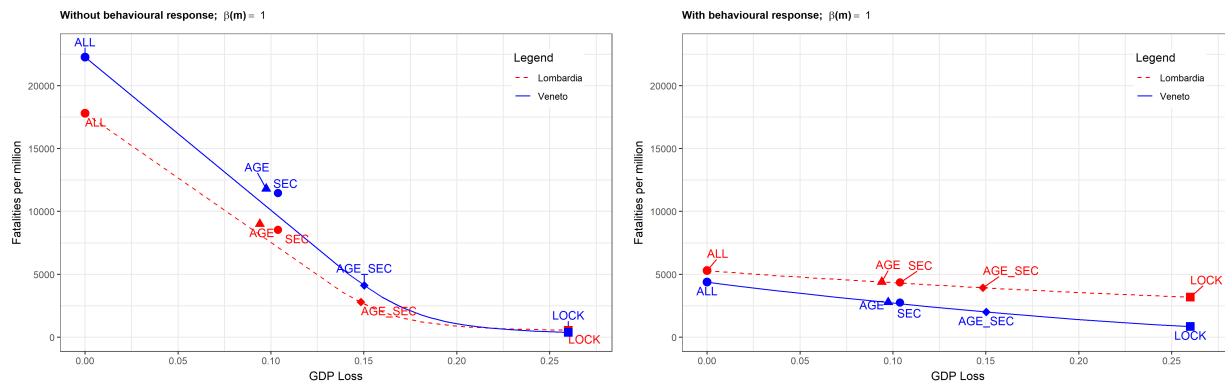 Without behavioural response; β(m) = 1
ALL
ALL
AGE
SEC
AGE
SEC
AGE_SEC
AGE_SEC
LOCK
LOCK
Legend
Lombardia
Veneto
Fatalities per million
20000
15000
10000
5000
0
0.00
0.05
0.10
0.15
0.20
0.25
GDP Loss
With behavioural response; β(m) = 1
ALL
ALL
AGE
SEC
AGE
SEC
AGE_SEC
AGE_SEC
LOCK
LOCK
Legend
Lombardia
Veneto
Fatalities per million
20000
15000
10000
5000
0
0.00
0.05
0.10
0.15
0.20
0.25
GDP Loss